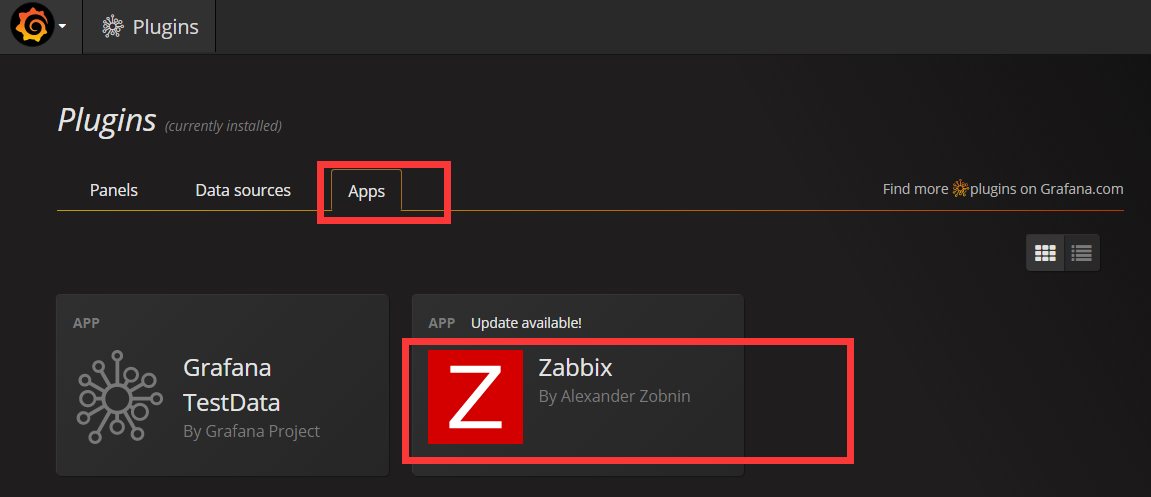 Plugins
Plugins (currently installed)
Panels Data sources Apps Find more plugins on Grafana.com
APP
Grafana
TestData
By Grafana Project
APP Update available!
Z
Zabbix
By Alexander Zobnin